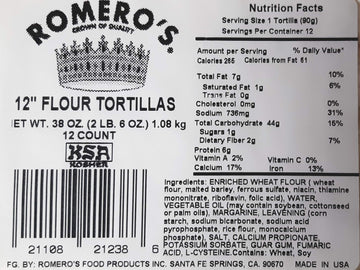 ROMERO'S
CROWN OF QUALITY
12" FLOUR TORTILLAS
ET WT. 38 OZ. (2 LB. 6 OZ.) 1.08 kg
12 COUNT
KSA
KOSHER
21108 21238 6
FG. BY: ROMERO'S FOOD PRODUCTS INC. SANTA FE SPRINGS, CA. 90670 MADE IN USA
Nutrition Facts
Serving Size 1 Tortilla (90g)
Servings Per Container 12
Amount per Serving % Daily Value*
Calories 265 Calories from Fat 61
Total Fat 7g 10%
Saturated Fat 1g 6%
Trans Fat 0g
Cholesterol 0mg 0%
Sodium 736mg 31%
Total Carbohydrate 44g 15%
Sugars 1g
Dietary Fiber 2g 7%
Protein 6g
Vitamin A 2% Vitamin C 0%
Calcium 17% Iron 13%
Ingredients: ENRICHED WHEAT FLOUR ( wheat
flour, malted barley, ferrous sulfate, niacin, thiamine
mononitrate, riboflavin, folic acid), WATER,
VEGETABLE OIL (may contain soybean, cottonseed
or palm oils), MARGARINE, LEAVENING (corn
starch, sodium bicarbonate, sodium acid
pyrophosphate, rice flour, monocalcium
phosphate), SALT, CALCIUM PROPIONATE,
POTASSIUM SORBATE, GUAR GUM, FUMARIC
ACID, L-CYSTEINE.Contains: Wheat, Soy